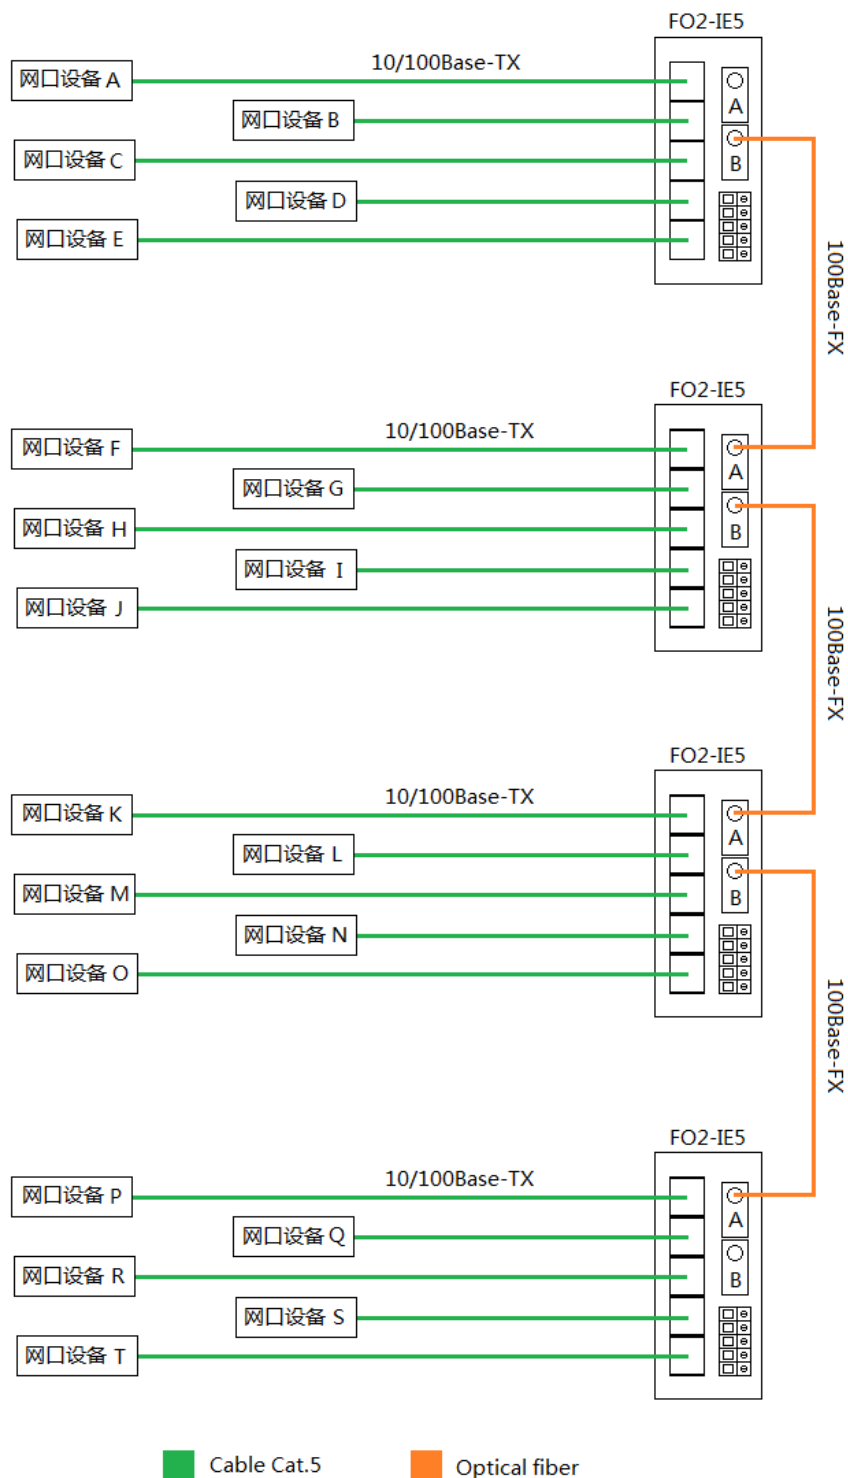 FO2-IE5
10/100Base-TX
网口设备 A
A
网口设备 B
B
网口设备 C
网口设备 D
网口设备 E
100Base-FX
FO2-IE5
10/100Base-TX
网口设备 F
A
网口设备 G
B
网口设备 H
网口设备 I
网口设备 J
100Base-FX
FO2-IE5
10/100Base-TX
网口设备 K
A
网口设备 L
B
网口设备 M
网口设备 N
网口设备 O
100Base-FX
FO2-IE5
10/100Base-TX
网口设备 P
A
网口设备 Q
B
网口设备 R
网口设备 S
网口设备 T
Cable Cat.5
Optical fiber